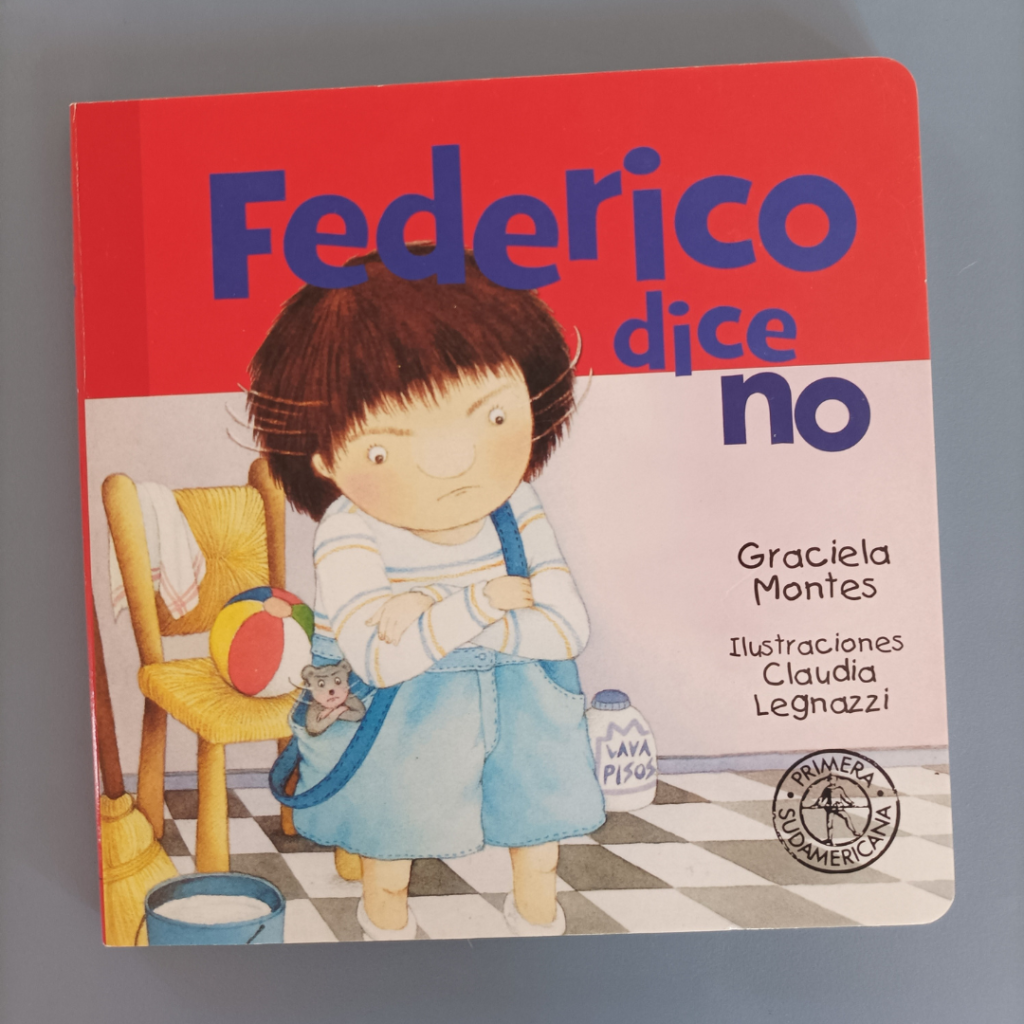 Federico
dice
no
Graciela
Montes
Ilustraciones
Claudia
Legnazzi
LAVA
PISOS
PRIMERA
SUDAMERICANA